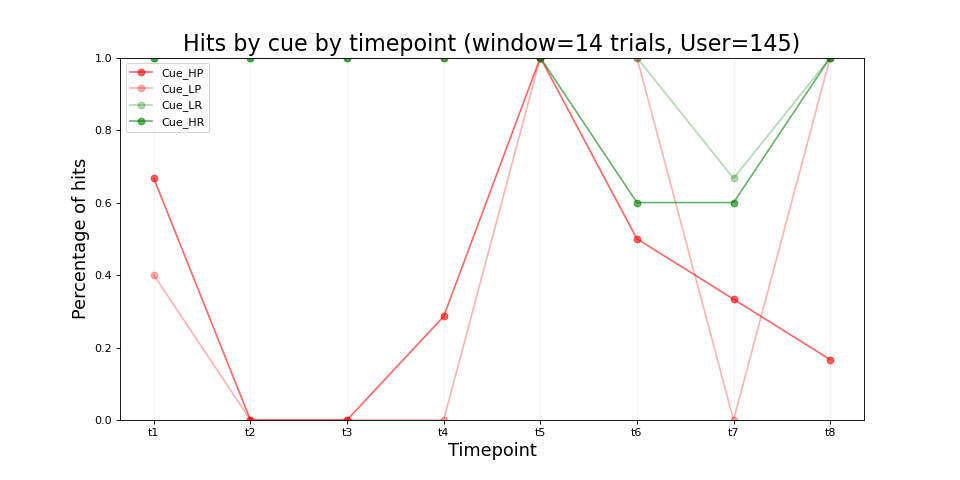 Hits by cue by timepoint (window=14 trials, User=145)
Percentage of hits
1.0
0.8
0.6
0.4
0.2
0.0
Cue_HP
Cue_LP
Cue_LR
Cue_HR
t1 t2 t3 t4 t5 t6 t7 t8
Timepoint